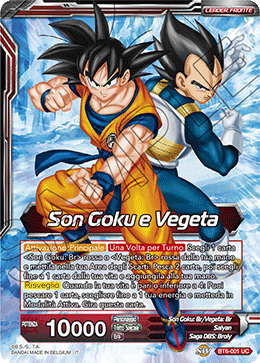 LEADER: FRONTE
Son Goku e Vegeta
Attivazione: Principale Una Volta per Turno Scegli 1 carta
<Son Goku: Br> rossa o <Vegeta: Br> rossa dalla tua mano
e mettila nella tua Area degli Scarti. Pesca 2 carte, poi scegli
fino a 1 carta dalla tua vita e aggiungila alla tua mano.
Risveglio Quando la tua vita è pari o inferiore a 4: Puoi
pescare 1 carta, scegliere fino a 1 tua energia e metterla in
Modalità Attiva. Gira questa carta.
POTENZA 10000
Personaggio Son Goku: Br/Vegeta: Br
Tratto Speciale Saiyan
Era Saga DBS: Broly
©B.S./S., T.A.
BANDAI MADE IN BELGIUM IT
BT6-001 UC